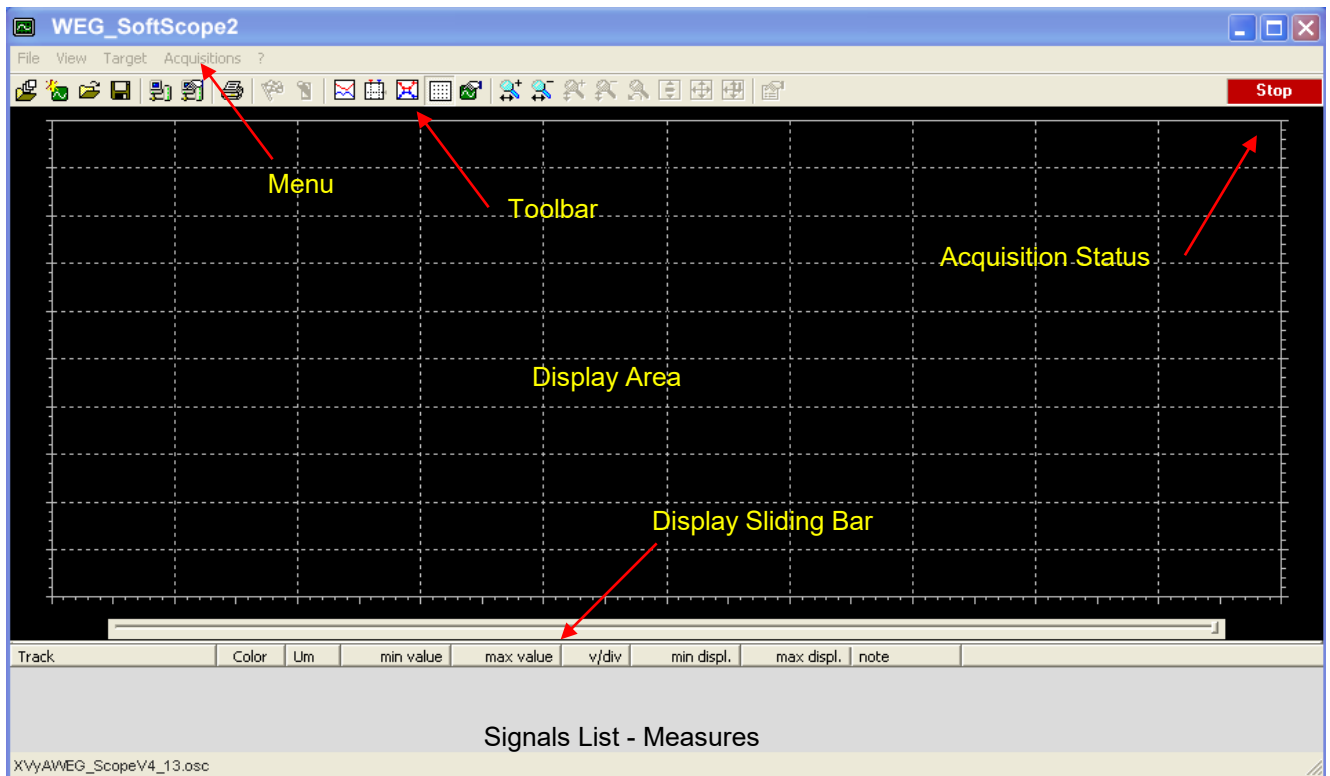 WEG_SoftScope2
File View Target Acquisitions ?
Stop
Menu
Toolbar
Acquisition Status
Display Area
Display Sliding Bar
Track Color Um min value max value v/div min displ. max displ. note
Signals List - Measures
XVyAWEG_ScopeV4_13.osc